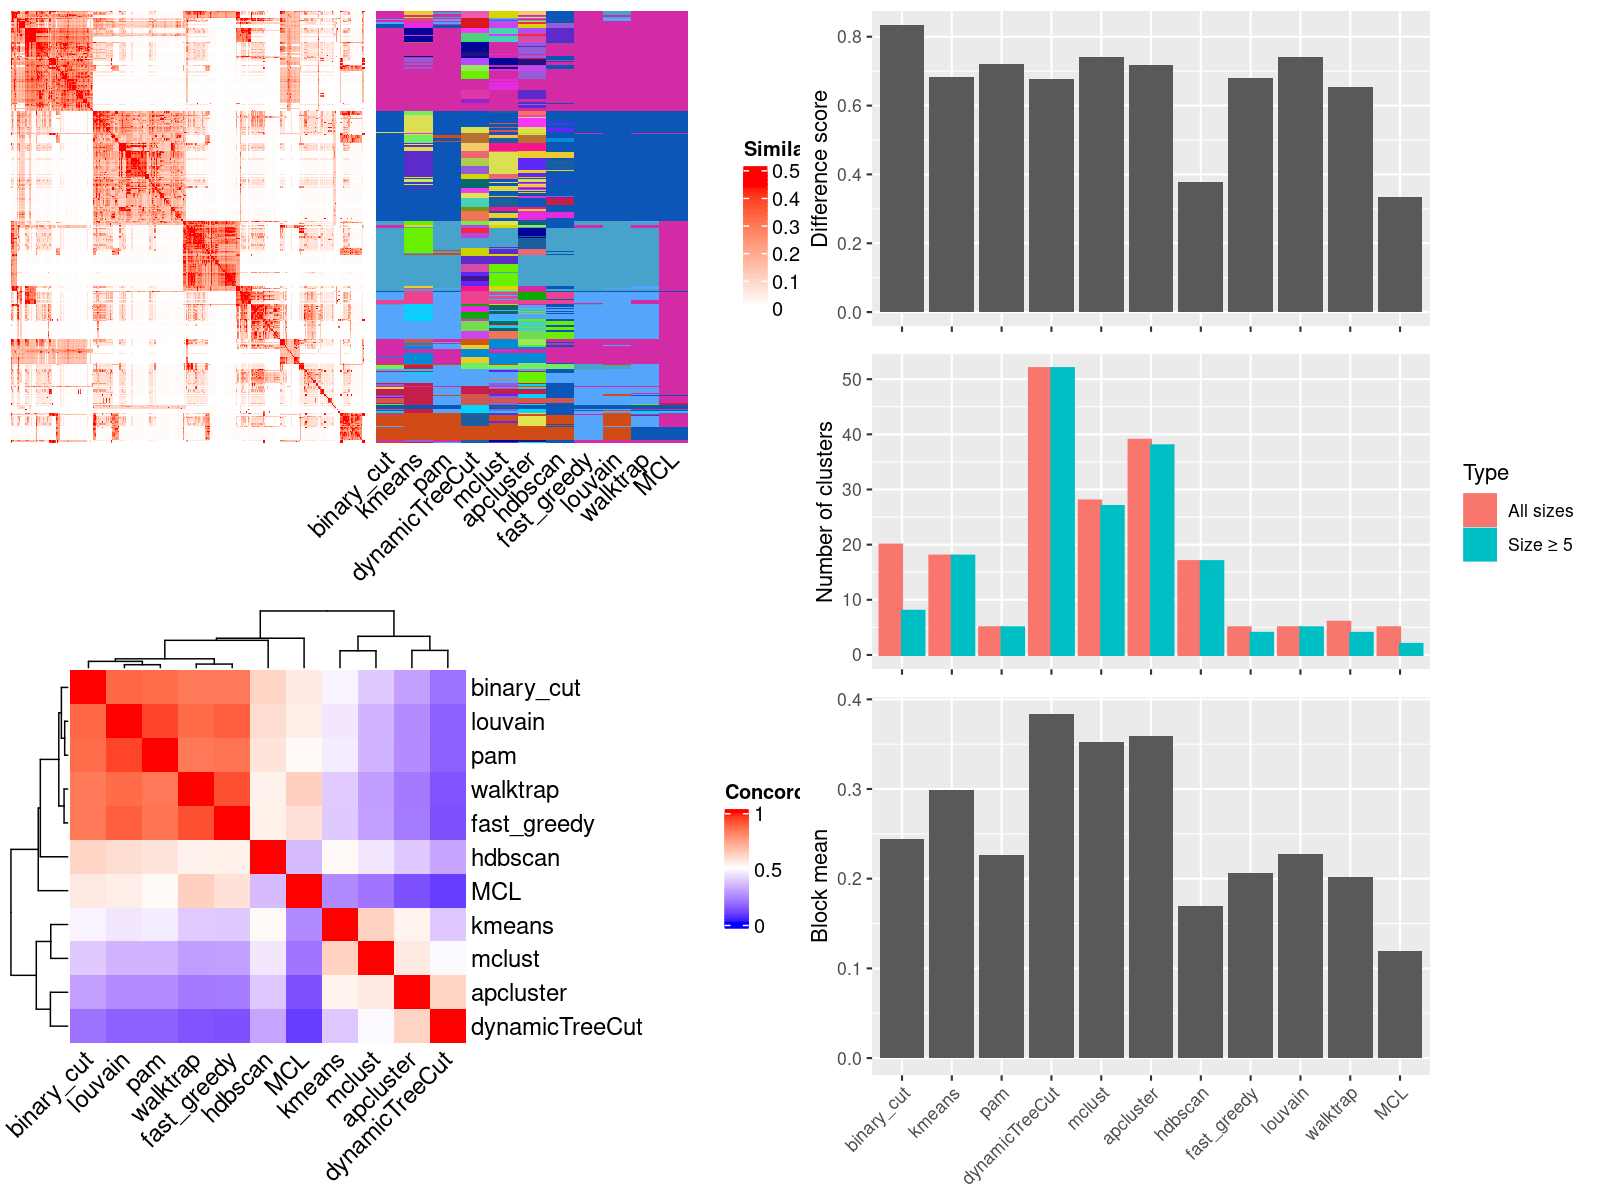 Simila
0.5
0.4
0.3
0.2
0.1
0
binary_cut
kmeans
pam
dynamicTreeCut
mclust
apcluster
hdbscan
fast_greedy
louvain
walktrap
MCL
binary_cut
louvain
pam
walktrap
fast_greedy
hdbscan
MCL
kmeans
mclust
apcluster
dynamicTreeCut
binary_cut
louvain
pam
walktrap
fast_greedy
hdbscan
MCL
kmeans
mclust
apcluster
dynamicTreeCut
Concord
1
0.5
0
Difference score
0.8
0.6
0.4
0.2
0.0
Number of clusters
50
40
30
20
10
0
Type
All sizes
Size ≥ 5
Block mean
0.4
0.3
0.2
0.1
0.0
binary_cut
kmeans
pam
dynamicTreeCut
mclust
apcluster
hdbscan
fast_greedy
louvain
walktrap
MCL